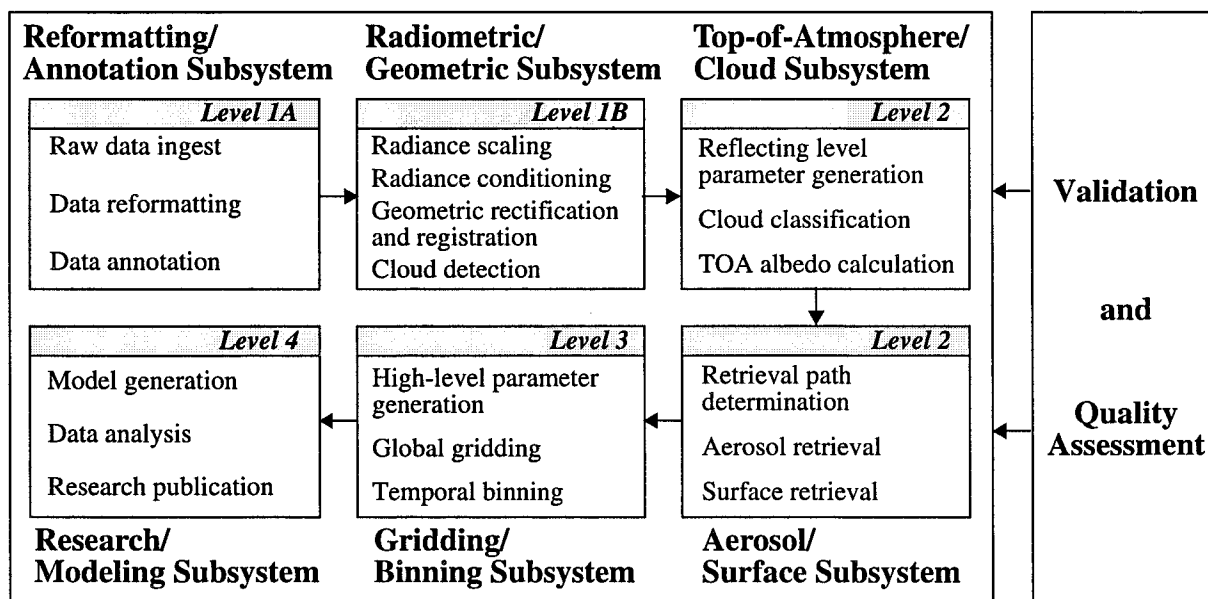 Reformatting/
Annotation Subsystem
Level 1A
Raw data ingest
Data reformatting
Data annotation
Radiometric/
Geometric Subsystem
Level 1B
Radiance scaling
Radiance conditioning
Geometric rectification
and registration
Cloud detection
Top-of-Atmosphere/
Cloud Subsystem
Level 2
Reflecting level
parameter generation
Cloud classification
TOA albedo calculation
Level 4
Model generation
Data analysis
Research publication
Research/
Modeling Subsystem
Level 3
High-level parameter
generation
Global gridding
Temporal binning
Gridding/
Binning Subsystem
Level 2
Retrieval path
determination
Aerosol retrieval
Surface retrieval
Aerosol/
Surface Subsystem
Validation
and
Quality
Assessment